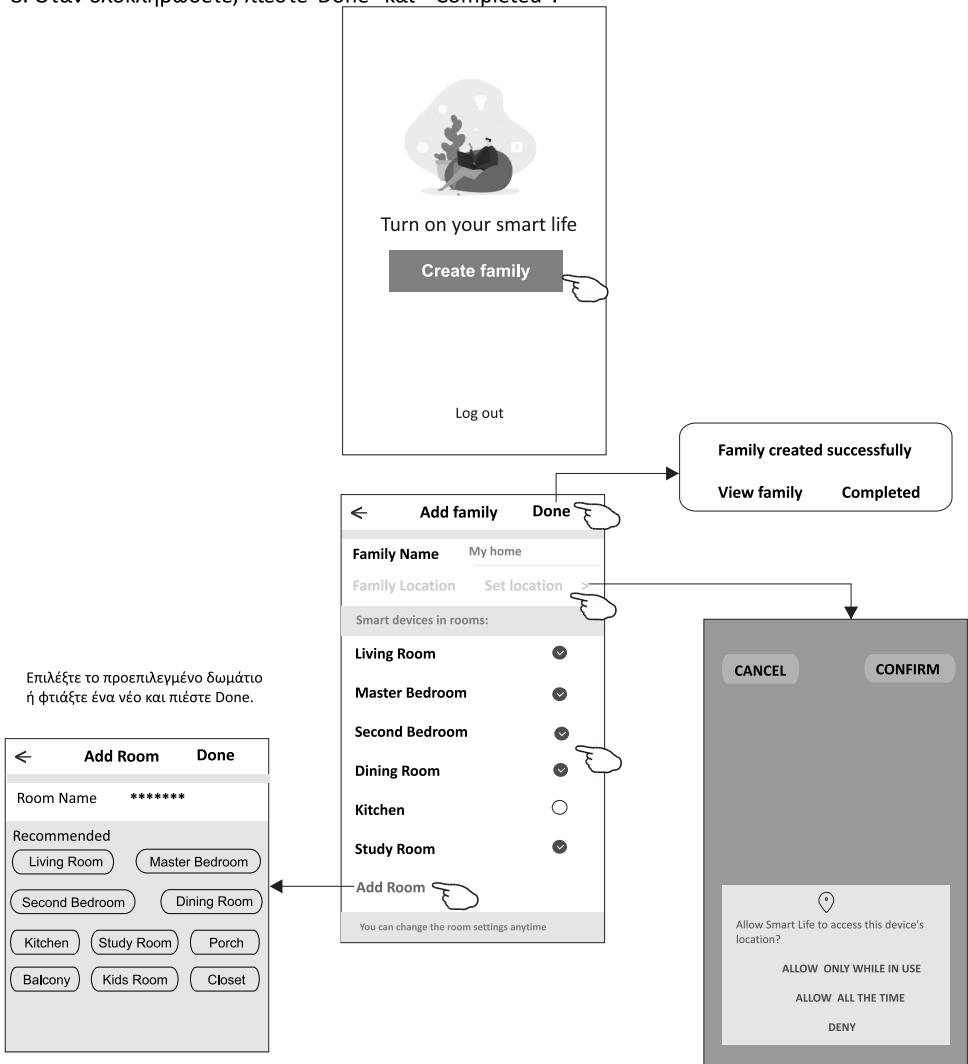 Turn on your smart life
Create family
Log out
Family created successfully
View family Completed
← Add family Done
Family Name My home
Family Location Set location >
Smart devices in rooms:
Living Room
Master Bedroom
Second Bedroom
Dining Room
Kitchen
Study Room
Add Room
You can change the room settings anytime
CANCEL CONFIRM
Allow Smart Life to access this device's
location?
ALLOW ONLY WHILE IN USE
ALLOW ALL THE TIME
DENY
Επιλέξτε το προεπιλεγμένο δωμάτιο
ή φτιάξτε ένα νέο και πιέστε Done.
← Add Room Done
Room Name *******
Recommended
Living Room Master Bedroom
Second Bedroom Dining Room
Kitchen Study Room Porch
Balcony Kids Room Closet